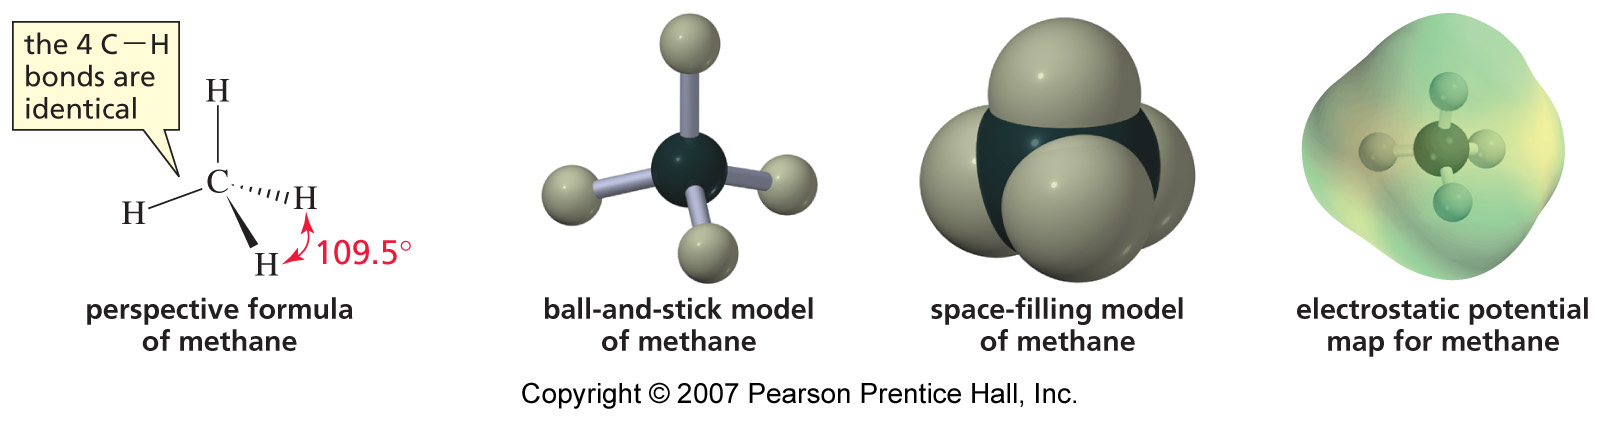 the 4 C—H
bonds are
identical
H
C
H
H
H
109.5°
perspective formula
of methane
ball-and-stick model
of methane
space-filling model
of methane
electrostatic potential
map for methane
Copyright © 2007 Pearson Prentice Hall, Inc.